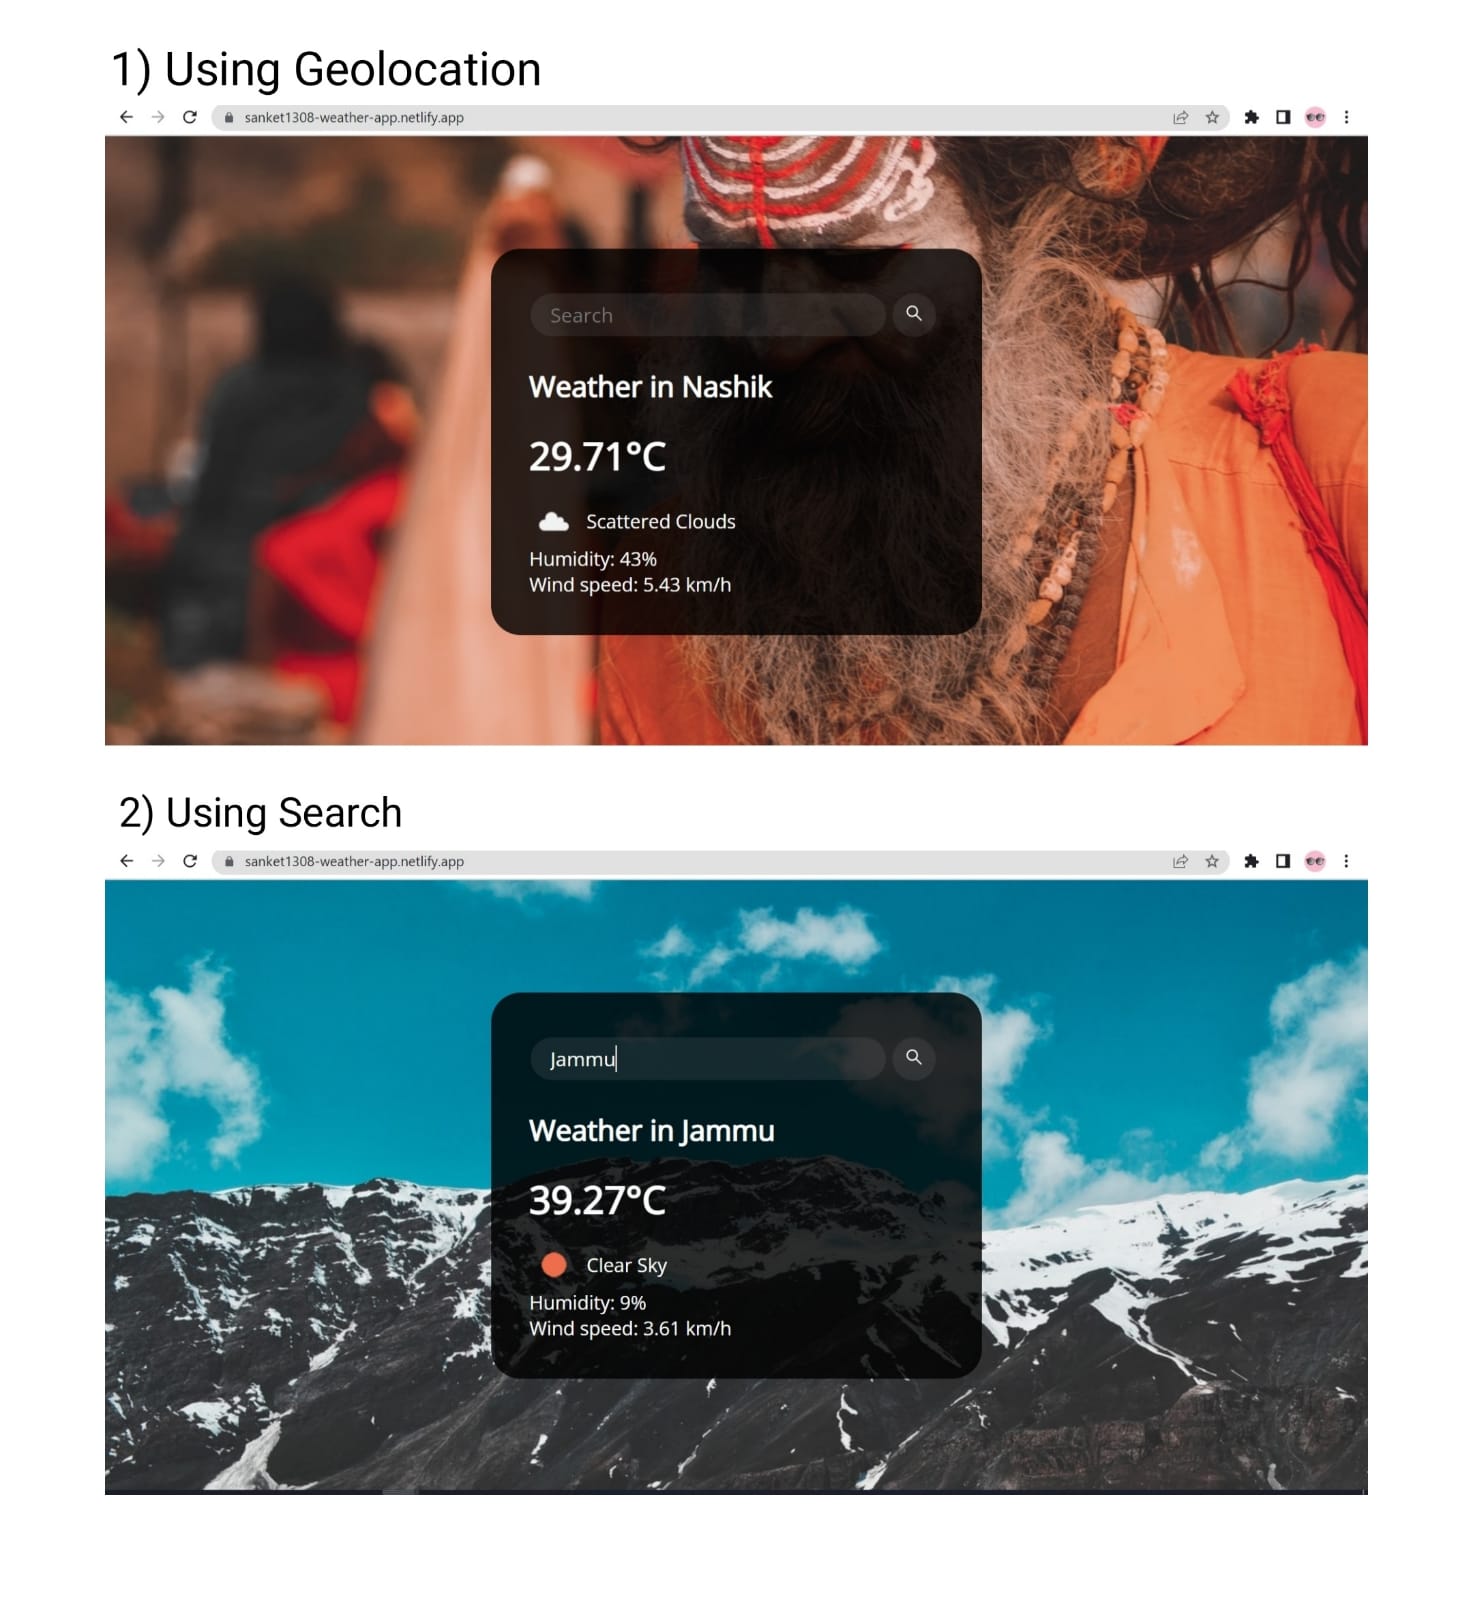 1) Using Geolocation
sanket1308-weather-app.netlify.app
Search
Weather in Nashik
29.71°C
Scattered Clouds
Humidity: 43%
Wind speed: 5.43 km/h
2) Using Search
sanket1308-weather-app.netlify.app
Jammu
Weather in Jammu
39.27°C
Clear Sky
Humidity: 9%
Wind speed: 3.61 km/h